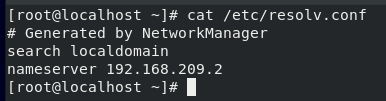 [root@localhost ~]# cat /etc/resolv.conf
# Generated by NetworkManager
search localdomain
nameserver 192.168.209.2
[root@localhost ~]#